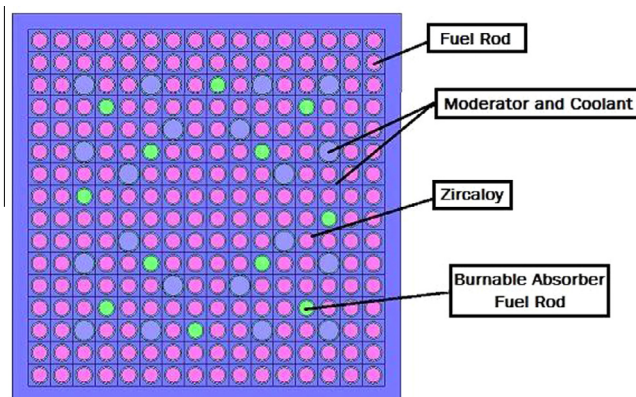 Fuel Rod
Moderator and Coolant
Zircaloy
Burnable Absorber
Fuel Rod